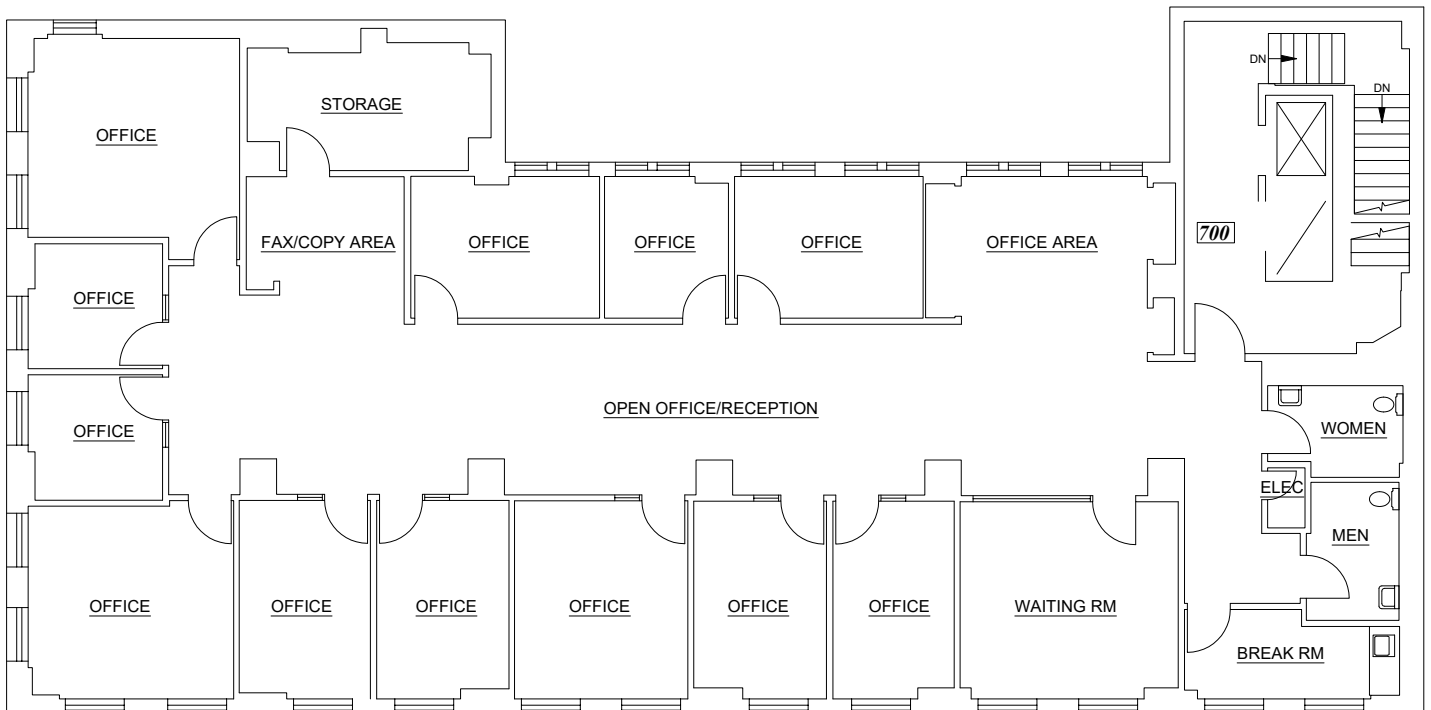 DN
DN
STORAGE
OFFICE
FAX/COPY AREA
OFFICE
OFFICE
OFFICE
OFFICE AREA
700
OFFICE
OPEN OFFICE/RECEPTION
OFFICE
WOMEN
ELEC
MEN
OFFICE
OFFICE
OFFICE
OFFICE
OFFICE
OFFICE
WAITING RM
BREAK RM